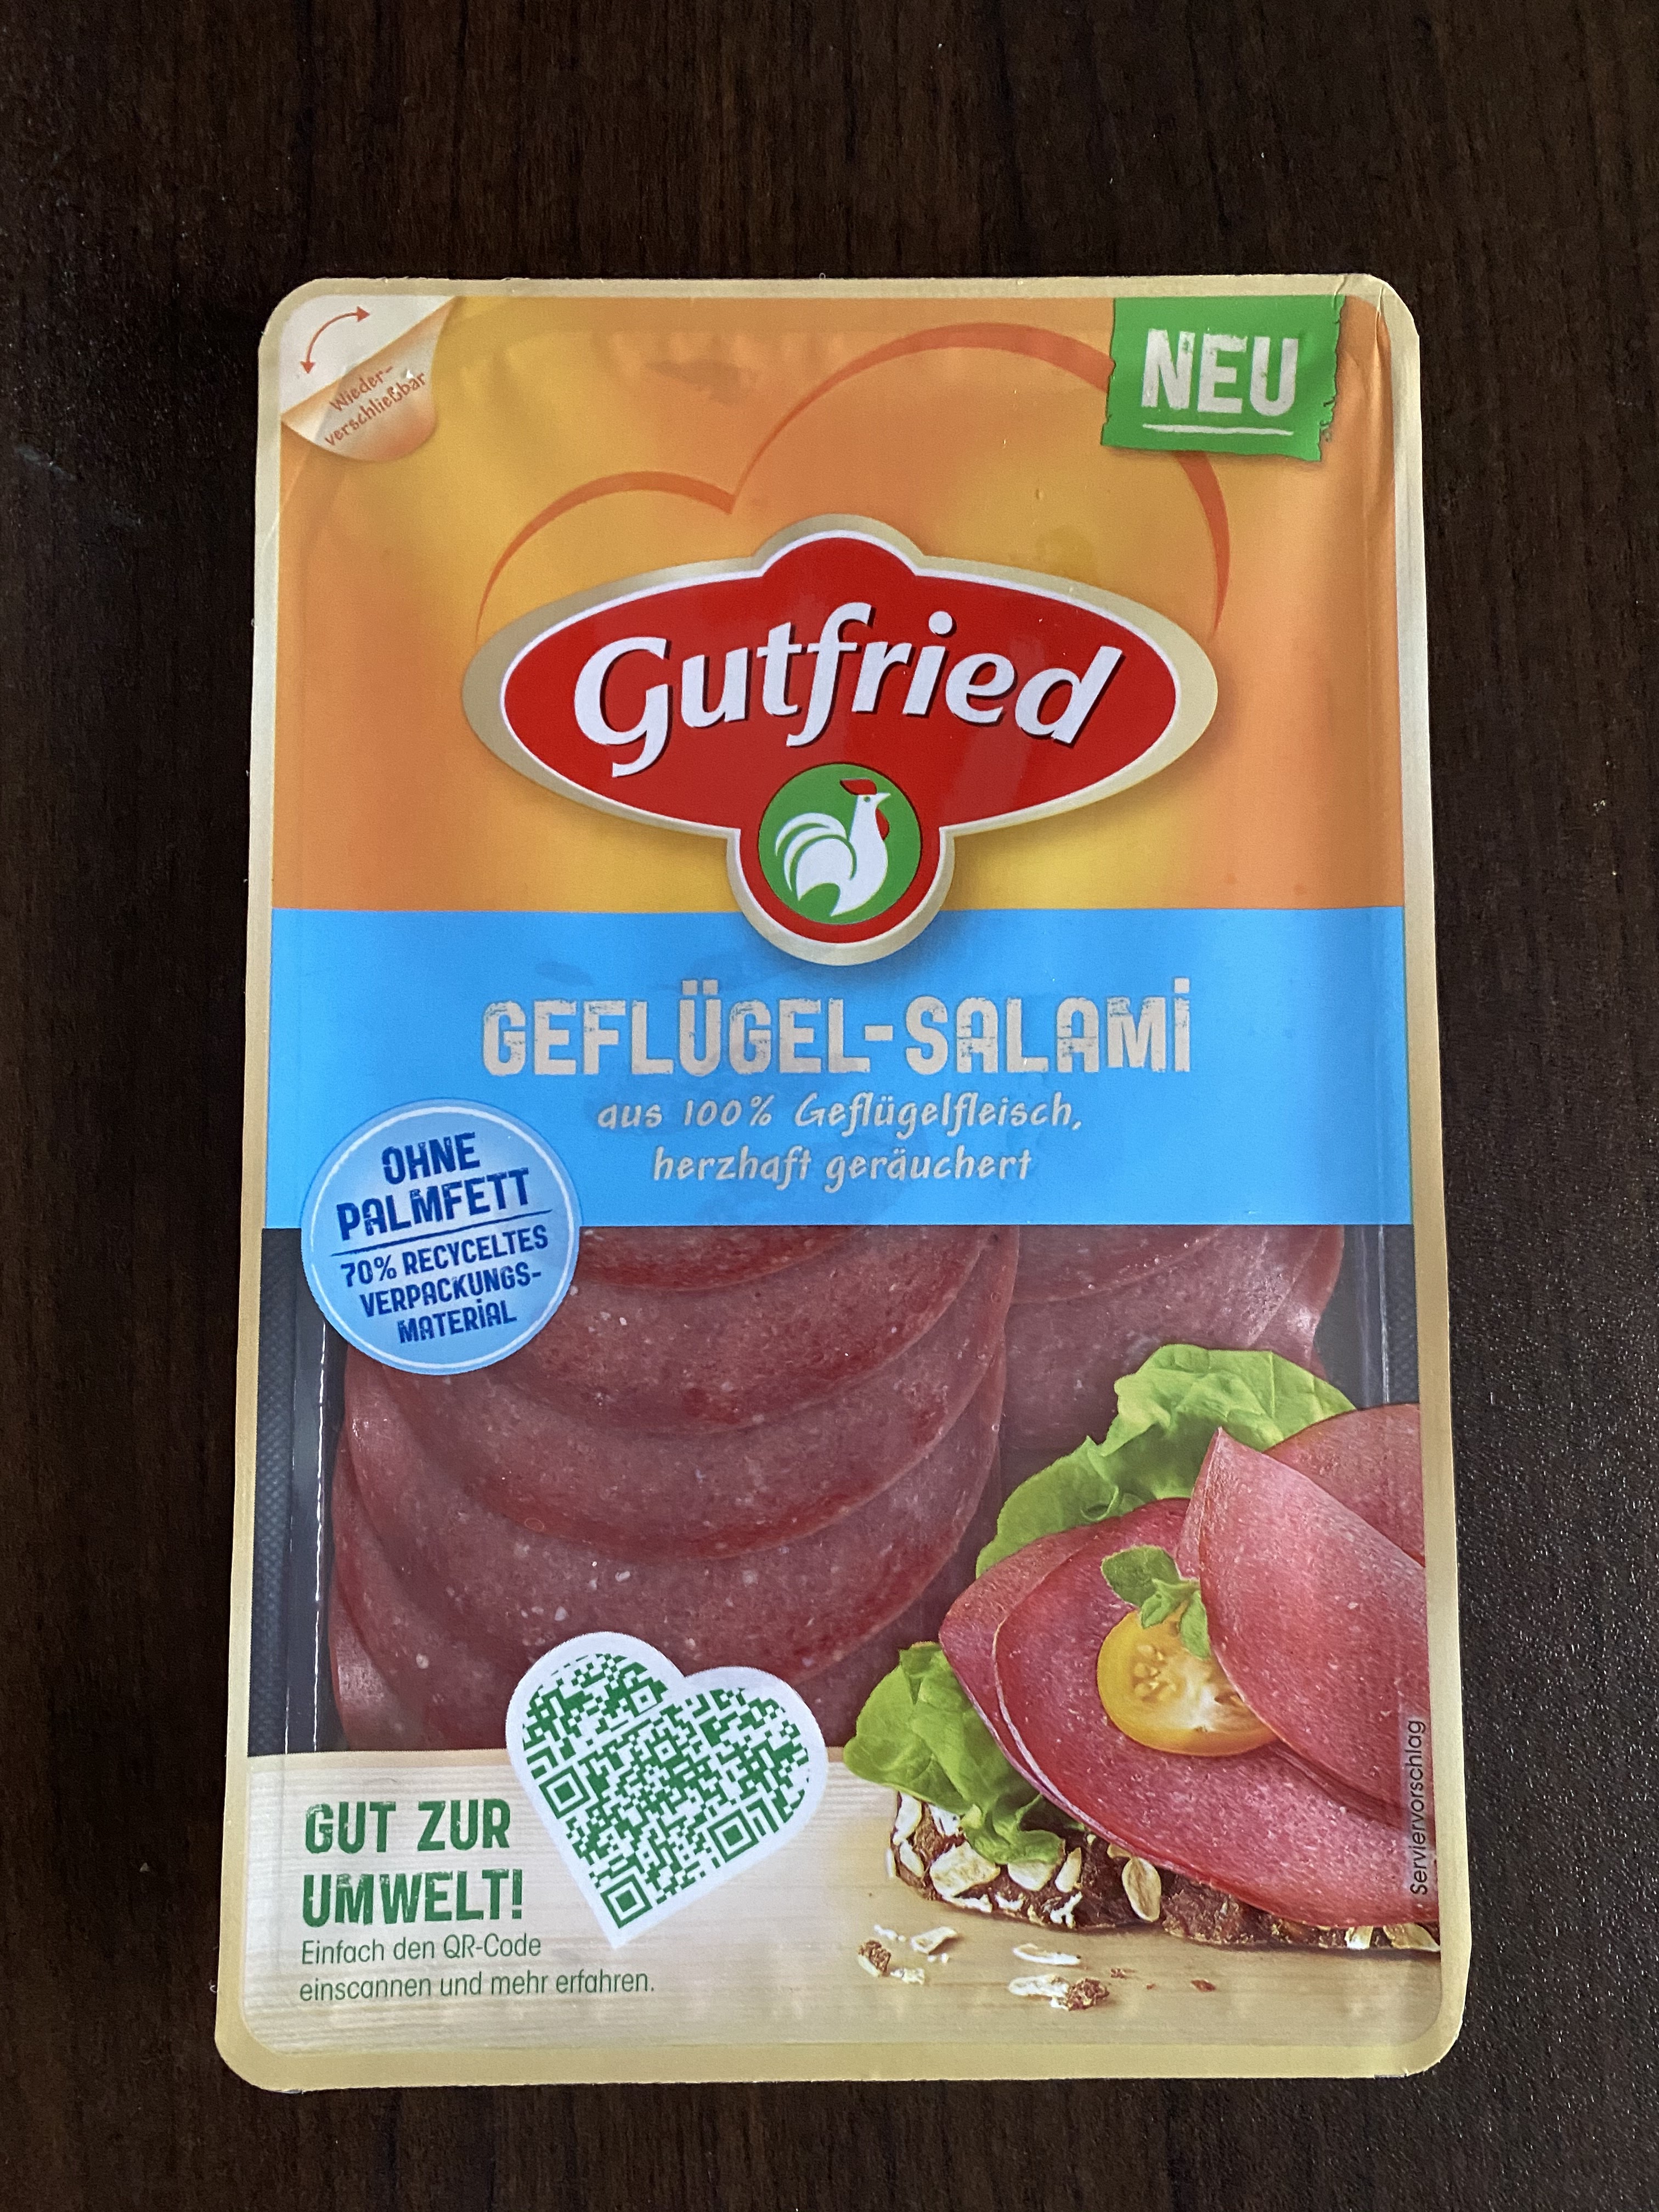 Wieder-
verschließbar
NEU
Gutfried
GEFLÜGEL-SALAMI
aus 100% Geflügelfleisch,
herzhaft geräuchert
OHNE
PALMFETT
70% RECYCELTES
VERPACKUNGS-
MATERIAL
GUT ZUR
UMWELT!
Einfach den QR-Code
einscannen und mehr erfahren.
Serviervorschlag